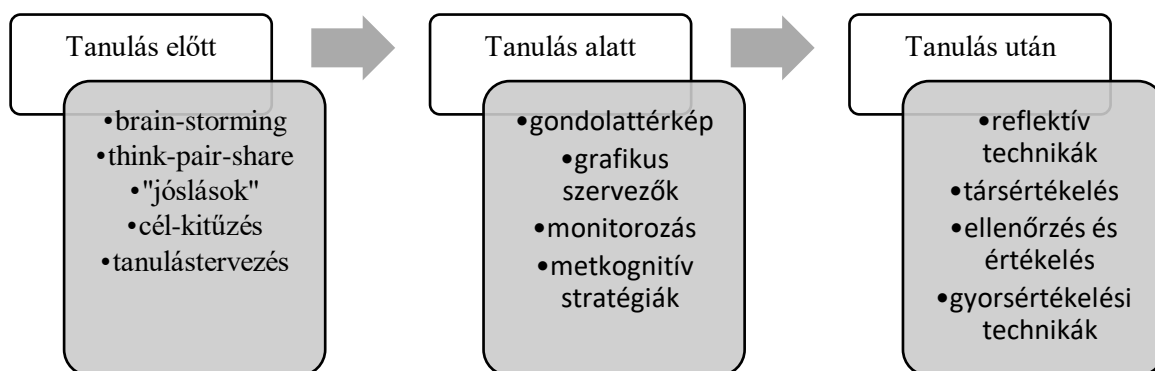 Tanulás előtt
•brain-storming
•think-pair-share
•"jóslások"
•cél-kitűzés
•tanulástervezés
Tanulás alatt
•gondolattérkép
•grafikus
szervezők
•monitorozás
•metkognitív
stratégiák
Tanulás után
•reflektív
technikák
•társértékelés
•ellenőrzés és
értékelés
•gyorsértékelési
technikák